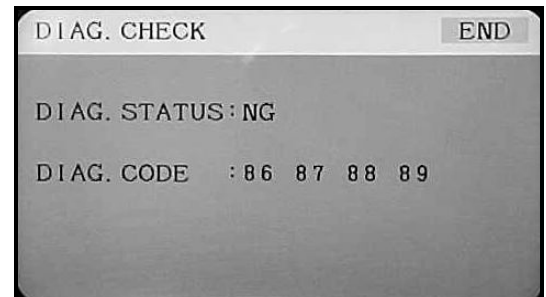 DIAG. CHECK END
DIAG. STATUS:NG
DIAG. CODE :86 87 88 89